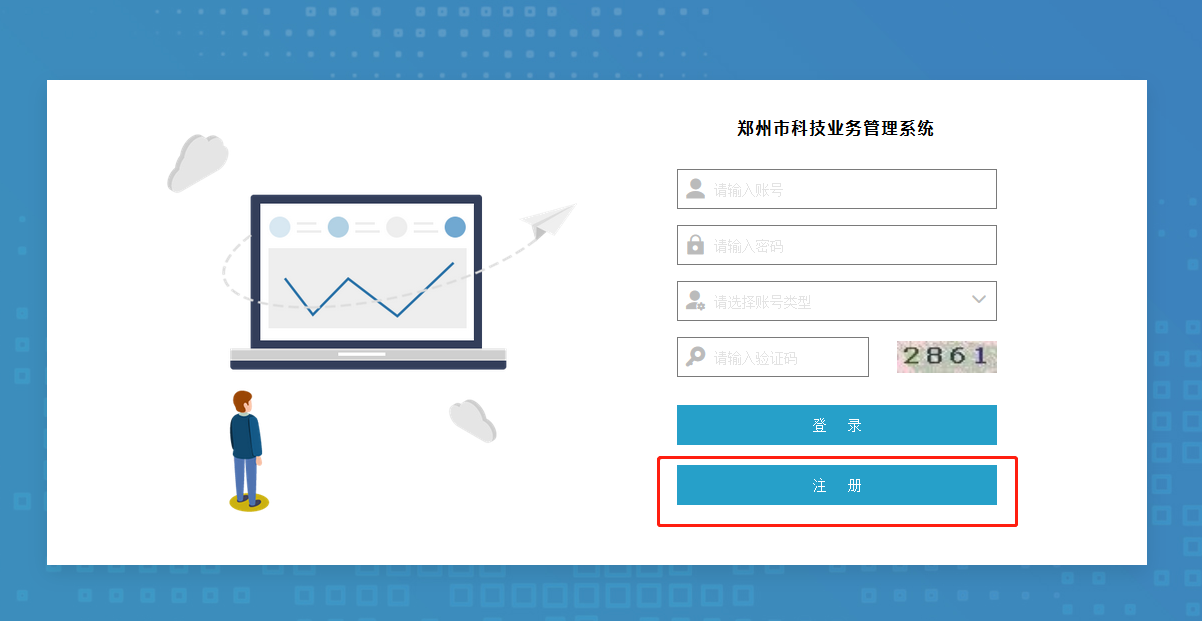 郑州市科技业务管理系统
请输入账号
请输入密码
请选择账号类型
请输入验证码
2861
登 录
注 册